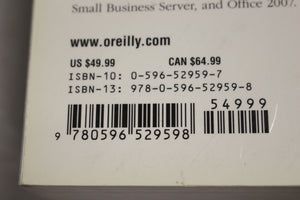 Small Business Server, and Office 2007.
www.oreilly.com
US $49.99 CAN $64.99
ISBN-10: 0-596-52959-7
ISBN-13: 978-0-596-52959-8
54999
9 780596 529598